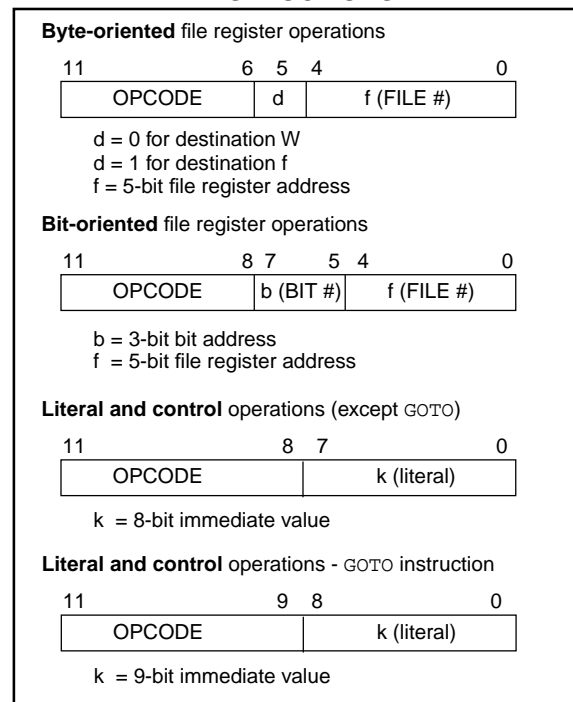 Byte-oriented file register operations
11 6 5 4 0
OPCODE d f (FILE #)
d = 0 for destination W
d = 1 for destination f
f = 5-bit file register address
Bit-oriented file register operations
11 8 7 5 4 0
OPCODE b (BIT #) f (FILE #)
b = 3-bit bit address
f = 5-bit file register address
Literal and control operations (except GOTO)
11 8 7 0
OPCODE k (literal)
k = 8-bit immediate value
Literal and control operations - GOTO instruction
11 9 8 0
OPCODE k (literal)
k = 9-bit immediate value